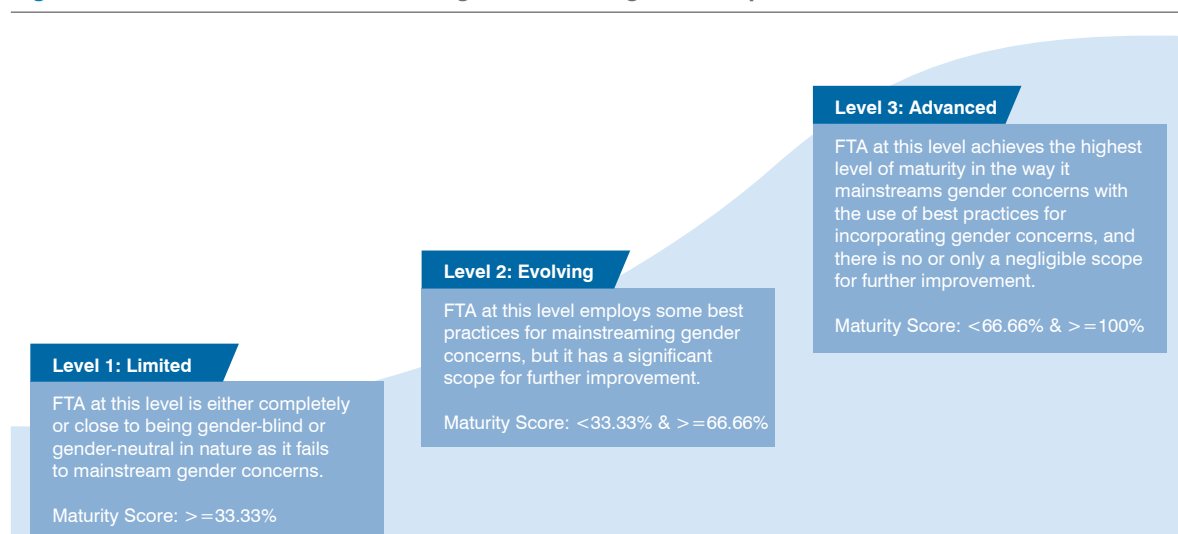 Level 1: Limited
FTA at this level is either completely
or close to being gender-blind or
gender-neutral in nature as it fails
to mainstream gender concerns.
Maturity Score: >=33.33%
Level 2: Evolving
FTA at this level employs some best
practices for mainstreaming gender
concerns, but it has a significant
scope for further improvement.
Maturity Score: <33.33% & >=66.66%
Level 3: Advanced
FTA at this level achieves the highest
level of maturity in the way it
mainstreams gender concerns with
the use of best practices for
incorporating gender concerns, and
there is no or only a negligible scope
for further improvement.
Maturity Score: <66.66% & >=100%